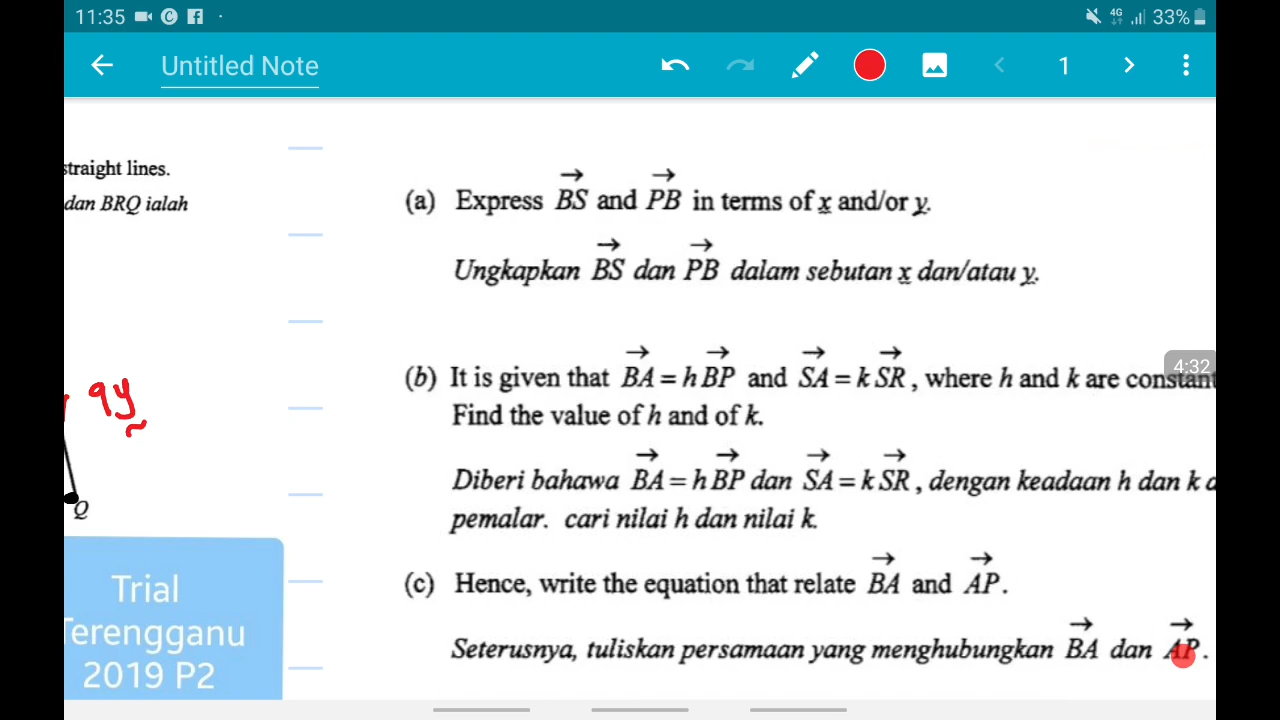 11:35
4G 33%
Untitled Note
1
straight lines.
dan BRQ ialah
9y
Q
Trial
Terengganu
2019 P2
(a) Express BS and PB in terms of x and/or y.
Ungkapkan BS dan PB dalam sebutan x dan/atau y.
4:32
(b) It is given that BA = h BP and SA = k SR, where h and k are constant
Find the value of h and of k.
Diberi bahawa BA = h BP dan SA = k SR, dengan keadaan h dan k
pemalar. cari nilai h dan nilai k.
(c) Hence, write the equation that relate BA and AP.
Seterusnya, tuliskan persamaan yang menghubungkan BA dan AP.